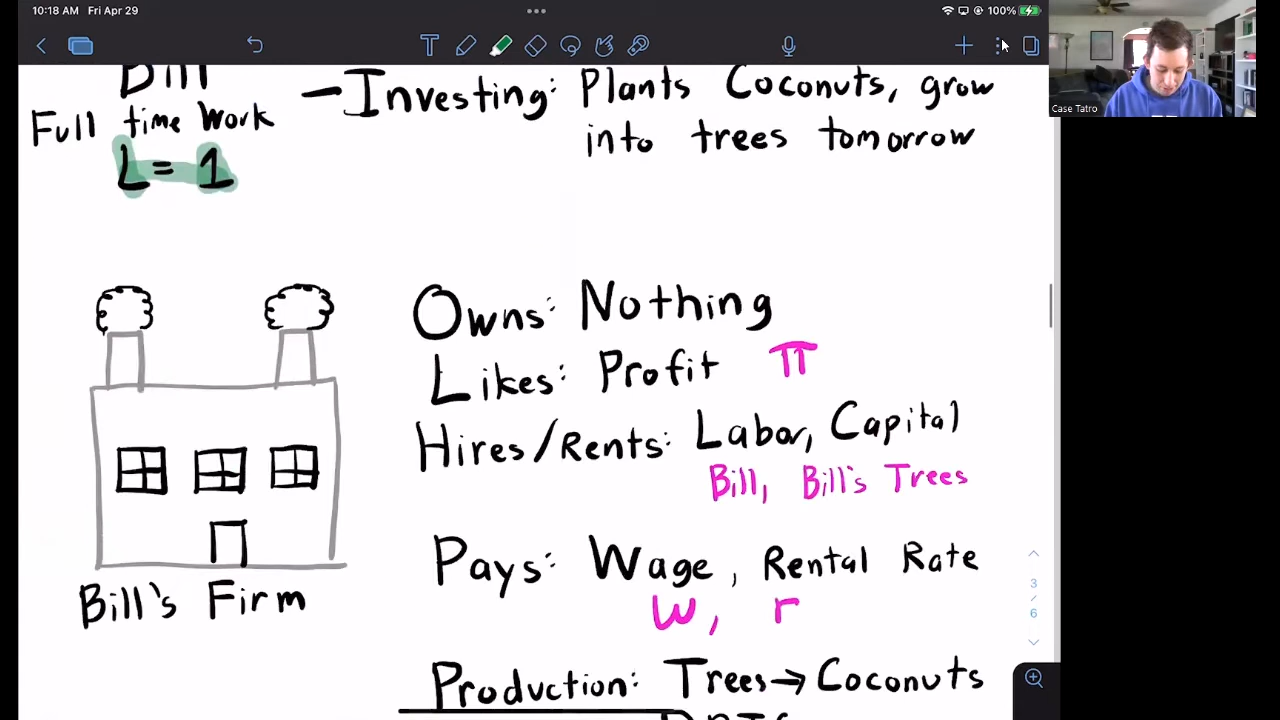 10:18 AM Fri Apr 29
100%
Case Tatro
Bill
Full time Work
L = 1
– Investing: Plants Coconuts, grow
into trees tomorrow
Owns: Nothing
Likes: Profit π
Hires/Rents: Labor, Capital
Bill, Bill's Trees
Pays: Wage, Rental Rate
w, r
Bill's Firm
3
/
6
Production: Trees → Coconuts